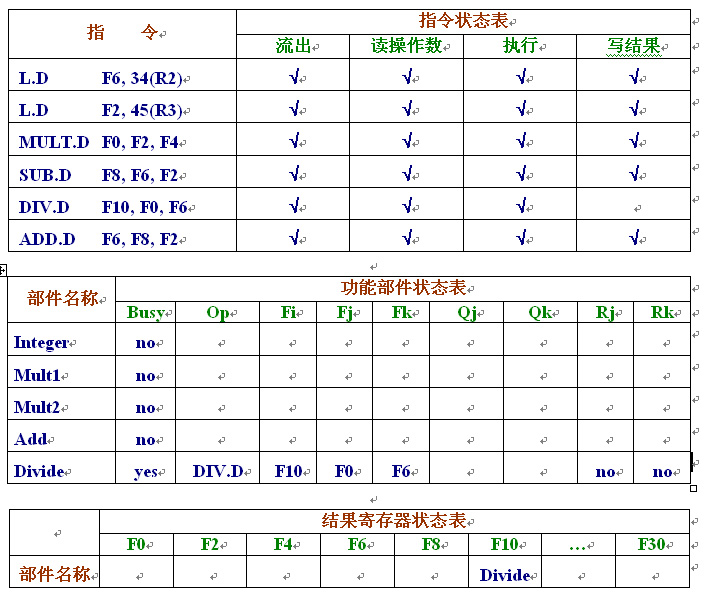 指 令 指令状态表
流出 读操作数 执行 写结果
L.D F6, 34(R2) √ √ √ √
L.D F2, 45(R3) √ √ √ √
MULT.D F0, F2, F4 √ √ √ √
SUB.D F8, F6, F2 √ √ √ √
DIV.D F10, F0, F6 √ √ √
ADD.D F6, F8, F2 √ √ √ √
部件名称 功能部件状态表
Busy Op Fi Fj Fk Qj Qk Rj Rk
Integer no
Mult1 no
Mult2 no
Add no
Divide yes DIV.D F10 F0 F6 no no
结果寄存器状态表
F0 F2 F4 F6 F8 F10 … F30
部件名称 Divide